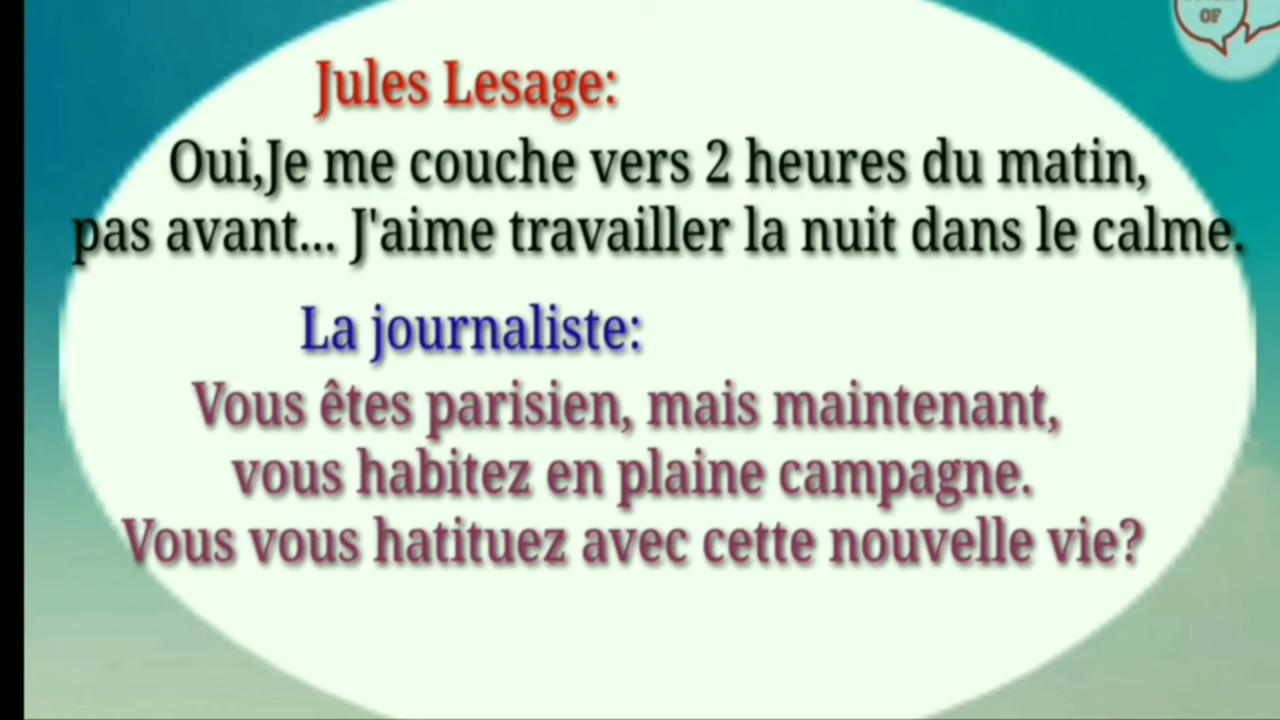 OF
Jules Lesage:
Oui,Je me couche vers 2 heures du matin,
pas avant... J'aime travailler la nuit dans le calme.
La journaliste:
Vous êtes parisien, mais maintenant,
vous habitez en plaine campagne.
Vous vous hatituez avec cette nouvelle vie?